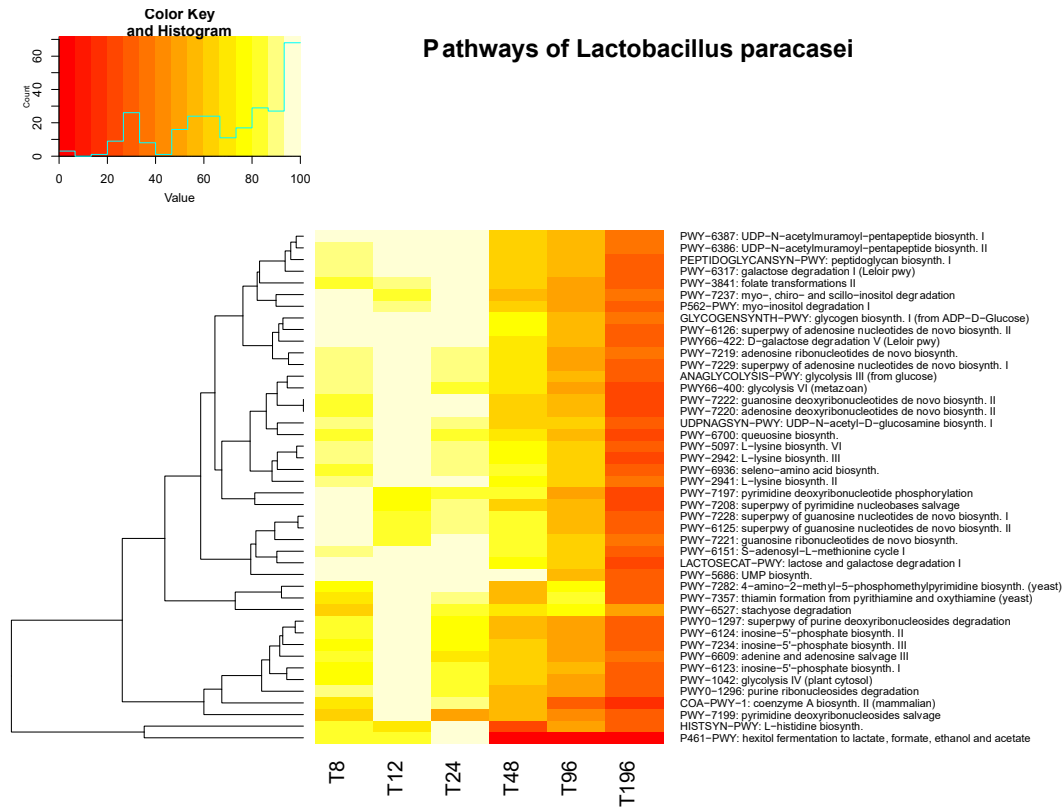 Color Key
and Histogram
Pathways of Lactobacillus paracasei
Count
0
20
40
60
0
20
40
60
80
100
Value
PWY−6387: UDP−N−acetylmuramoyl−pentapeptide biosynth. I
PWY−6386: UDP−N−acetylmuramoyl−pentapeptide biosynth. II
PEPTIDOGLYCANSYN−PWY: peptidoglycan biosynth. I
PWY−6317: galactose degradation I (Leloir pwy)
PWY−3841: folate transformations II
PWY−7237: myo−, chiro− and scillo−inositol degradation
P562−PWY: myo−inositol degradation I
GLYCOGENSYNTH−PWY: glycogen biosynth. I (from ADP−D−Glucose)
PWY−6126: superpwy of adenosine nucleotides de novo biosynth. II
PWY66−422: D−galactose degradation V (Leloir pwy)
PWY−7219: adenosine ribonucleotides de novo biosynth.
PWY−7229: superpwy of adenosine nucleotides de novo biosynth. I
ANAGLYCOLYSIS−PWY: glycolysis III (from glucose)
PWY66−400: glycolysis VI (metazoan)
PWY−7222: guanosine deoxyribonucleotides de novo biosynth. II
PWY−7220: adenosine deoxyribonucleotides de novo biosynth. II
UDPNAGSYN−PWY: UDP−N−acetyl−D−glucosamine biosynth. I
PWY−6700: queuosine biosynth.
PWY−5097: L−lysine biosynth. VI
PWY−2942: L−lysine biosynth. III
PWY−6936: seleno−amino acid biosynth.
PWY−2941: L−lysine biosynth. II
PWY−7197: pyrimidine deoxyribonucleotide phosphorylation
PWY−7208: superpwy of pyrimidine nucleobases salvage
PWY−7228: superpwy of guanosine nucleotides de novo biosynth. I
PWY−6125: superpwy of guanosine nucleotides de novo biosynth. II
PWY−7221: guanosine ribonucleotides de novo biosynth.
PWY−6151: S−adenosyl−L−methionine cycle I
LACTOSECAT−PWY: lactose and galactose degradation I
PWY−5686: UMP biosynth.
PWY−7282: 4−amino−2−methyl−5−phosphomethylpyrimidine biosynth. (yeast)
PWY−7357: thiamin formation from pyrithiamine and oxythiamine (yeast)
PWY−6527: stachyose degradation
PWY0−1297: superpwy of purine deoxyribonucleosides degradation
PWY−6124: inosine−5'−phosphate biosynth. II
PWY−7234: inosine−5'−phosphate biosynth. III
PWY−6609: adenine and adenosine salvage III
PWY−6123: inosine−5'−phosphate biosynth. I
PWY−1042: glycolysis IV (plant cytosol)
PWY0−1296: purine ribonucleosides degradation
COA−PWY−1: coenzyme A biosynth. II (mammalian)
PWY−7199: pyrimidine deoxyribonucleosides salvage
HISTSYN−PWY: L−histidine biosynth.
P461−PWY: hexitol fermentation to lactate, formate, ethanol and acetate
T8
T12
T24
T48
T96
T196